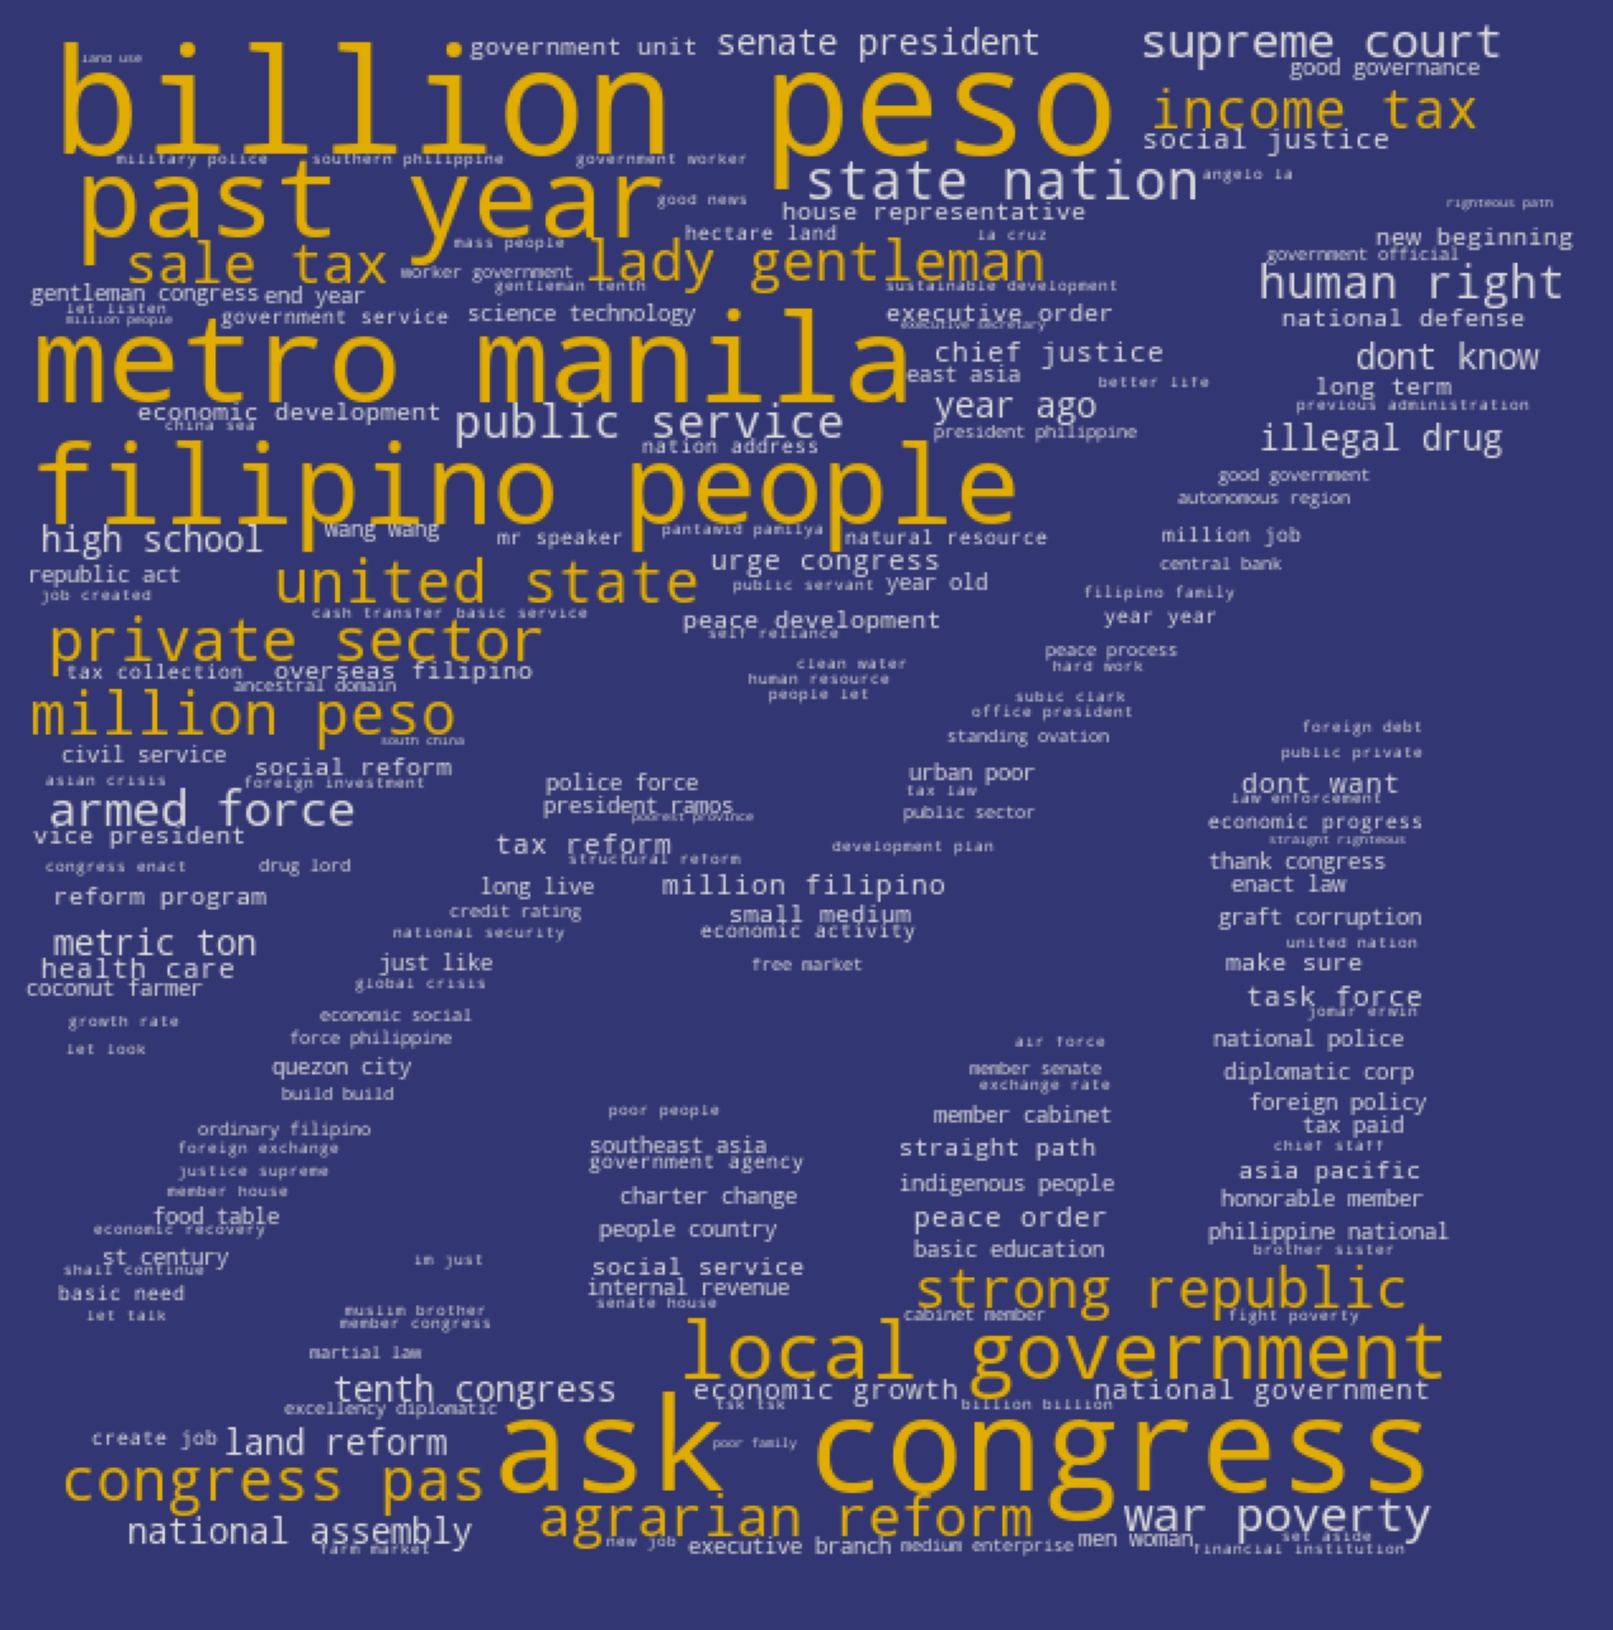 land use
government unit
senate president
supreme court
good governance
billion peso
income tax
social justice
military police
southern philippine
government worker
past year
state nation
angelo la
good news
house representative
righteous path
hectare land
la cruz
new beginning
mass people
sale tax
lady gentleman
government official
worker government
human right
gentleman tenth
sustainable development
gentleman congress
end year
let listen
million people
government service
science technology
executive order
executive secretary
national defense
metro manila
chief justice
dont know
east asia
better life
long term
economic development
public service
year ago
previous administration
china sea
president philippine
illegal drug
nation address
filipino people
good government
autonomous region
high school
wang wang
mr speaker
pantawid pamilya
natural resource
million job
republic act
united state
urge congress
central bank
job created
public servant
year old
filipino family
cash transfer
basic service
peace development
year year
self reliance
private sector
peace process
tax collection
overseas filipino
clean water
hard work
ancestral domain
human resource
people let
subic clark
million peso
office president
foreign debt
south china
standing ovation
civil service
public private
social reform
urban poor
asian crisis
foreign investment
police force
tax law
dont want
law enforcement
armed force
president ramos
poorest province
public sector
economic progress
vice president
tax reform
development plan
straight righteous
structural reform
thank congress
congress enact
drug lord
long live
million filipino
enact law
reform program
credit rating
small medium
graft corruption
national security
economic activity
metric ton
united nation
health care
just like
free market
make sure
coconut farmer
global crisis
task force
jomar erwin
growth rate
economic social
let look
force philippine
air force
national police
quezon city
member senate
diplomatic corp
exchange rate
build build
foreign policy
poor people
member cabinet
tax paid
ordinary filipino
foreign exchange
southeast asia
straight path
chief staff
justice supreme
government agency
asia pacific
member house
charter change
indigenous people
honorable member
food table
economic recovery
people country
peace order
philippine national
st century
im just
basic education
brother sister
shall continue
social service
basic need
internal revenue
strong republic
let talk
muslim brother
senate house
cabinet member
fight poverty
member congress
martial law
local government
tenth congress
economic growth
national government
excellency diplomatic
tsk tsk
billion billion
create job
land reform
ask congress
poor family
congress pas
agrarian reform
war poverty
national assembly
farm market
new job
executive branch
medium enterprise
men woman
set aside
financial institution